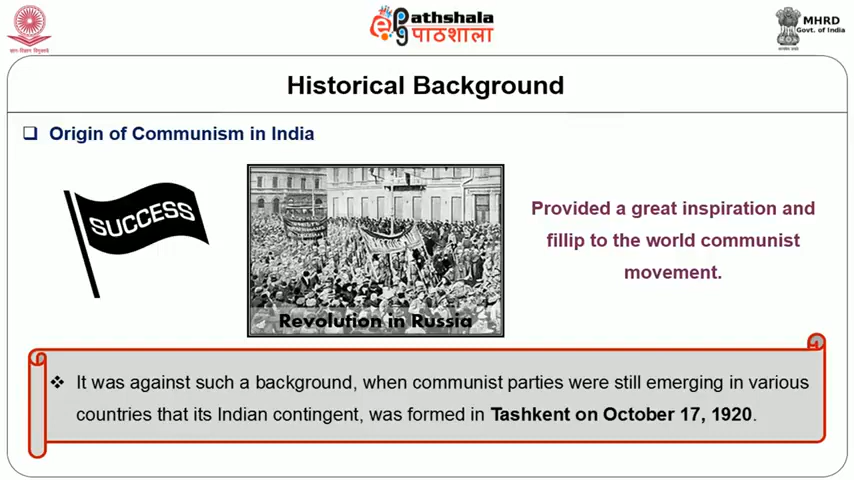 ePathshala
पाठशाला
MHRD
Govt. of India
Historical Background
Origin of Communism in India
SUCCESS
Revolution in Russia
Provided a great inspiration and
fillip to the world communist
movement.
It was against such a background, when communist parties were still emerging in various
countries that its Indian contingent, was formed in Tashkent on October 17, 1920.